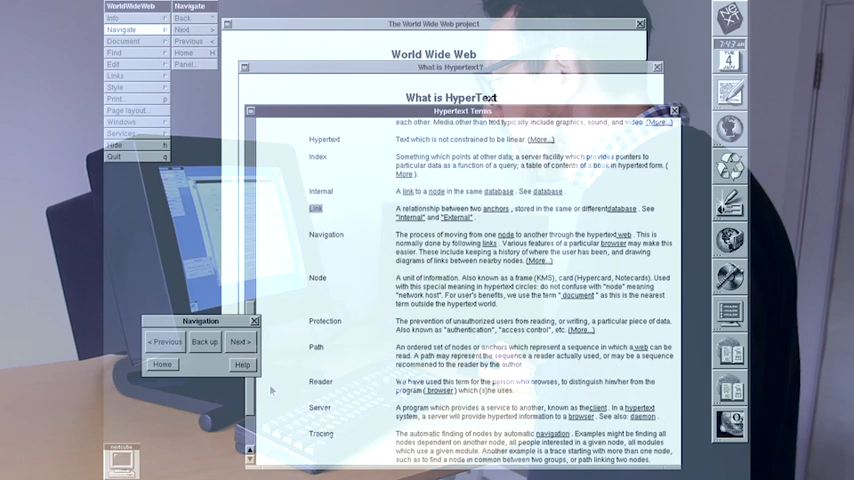 WorldWideWeb
Info
Navigate
Document
Find
Edit
Links
Style
Print..
Page layout..
Windows
Services
Hide h
Quit q
Navigate
Back
Next >
Previous <
Home H
Panel..
The World Wide Web project
World Wide Web
What is Hypertext?
What is HyperText
Hypertext Terms
each other. Media other than text typically include graphics, sound, and video. (More...)
Hypertext Text which is not constrained to be linear. (More...)
Index Something which points at other data; a server facility which provides pointers to
particular data as a function of a query; a table of contents of a book in hypertext form. (
More ).
Internal A link to a node in the same database . See database .
Link A relationship between two anchors , stored in the same or different database . See
"Internal" and "External" .
Navigation The process of moving from one node to another through the hypertext web . This is
normally done by following links . Various features of a particular browser may make this
easier. These include keeping a history of where the user has been, and drawing
diagrams of links between nearby nodes. (More...)
Node A unit of information. Also known as a frame (KMS), card (Hypercard, Notecards). Used
with this special meaning in hypertext circles: do not confuse with "node" meaning
"network host". For user's benefits, we use the term " document " as this is the nearest
term outside the hypertext world.
Protection The prevention of unauthorized users from reading, or writing, a particular piece of data.
Also known as "authentication", "access control", etc. (More...)
Path An ordered set of nodes or anchors which represent a sequence in which a web can be
read. A path may represent the sequence a reader actually used, or may be a sequence
recommened to the reader by the author.
Reader We have used this term for the person who browses, to distinguish him/her from the
program ( browser ) which (s)he uses.
Server A program which provides a service to another, known as the client . In a hypertext
system, a server will provide hypertext information to a browser . See also: daemon .
Tracing The automatic finding of nodes by automatic navigation . Examples might be finding all
nodes dependent on another node, all people interested in a given node, all modules
which use a given module. Another example is a trace starting with more than one node,
such as to find a node in common between two groups, or path linking two nodes.
Navigation
< Previous Back up Next >
Home Help
NeXT
7:43
TUE
4